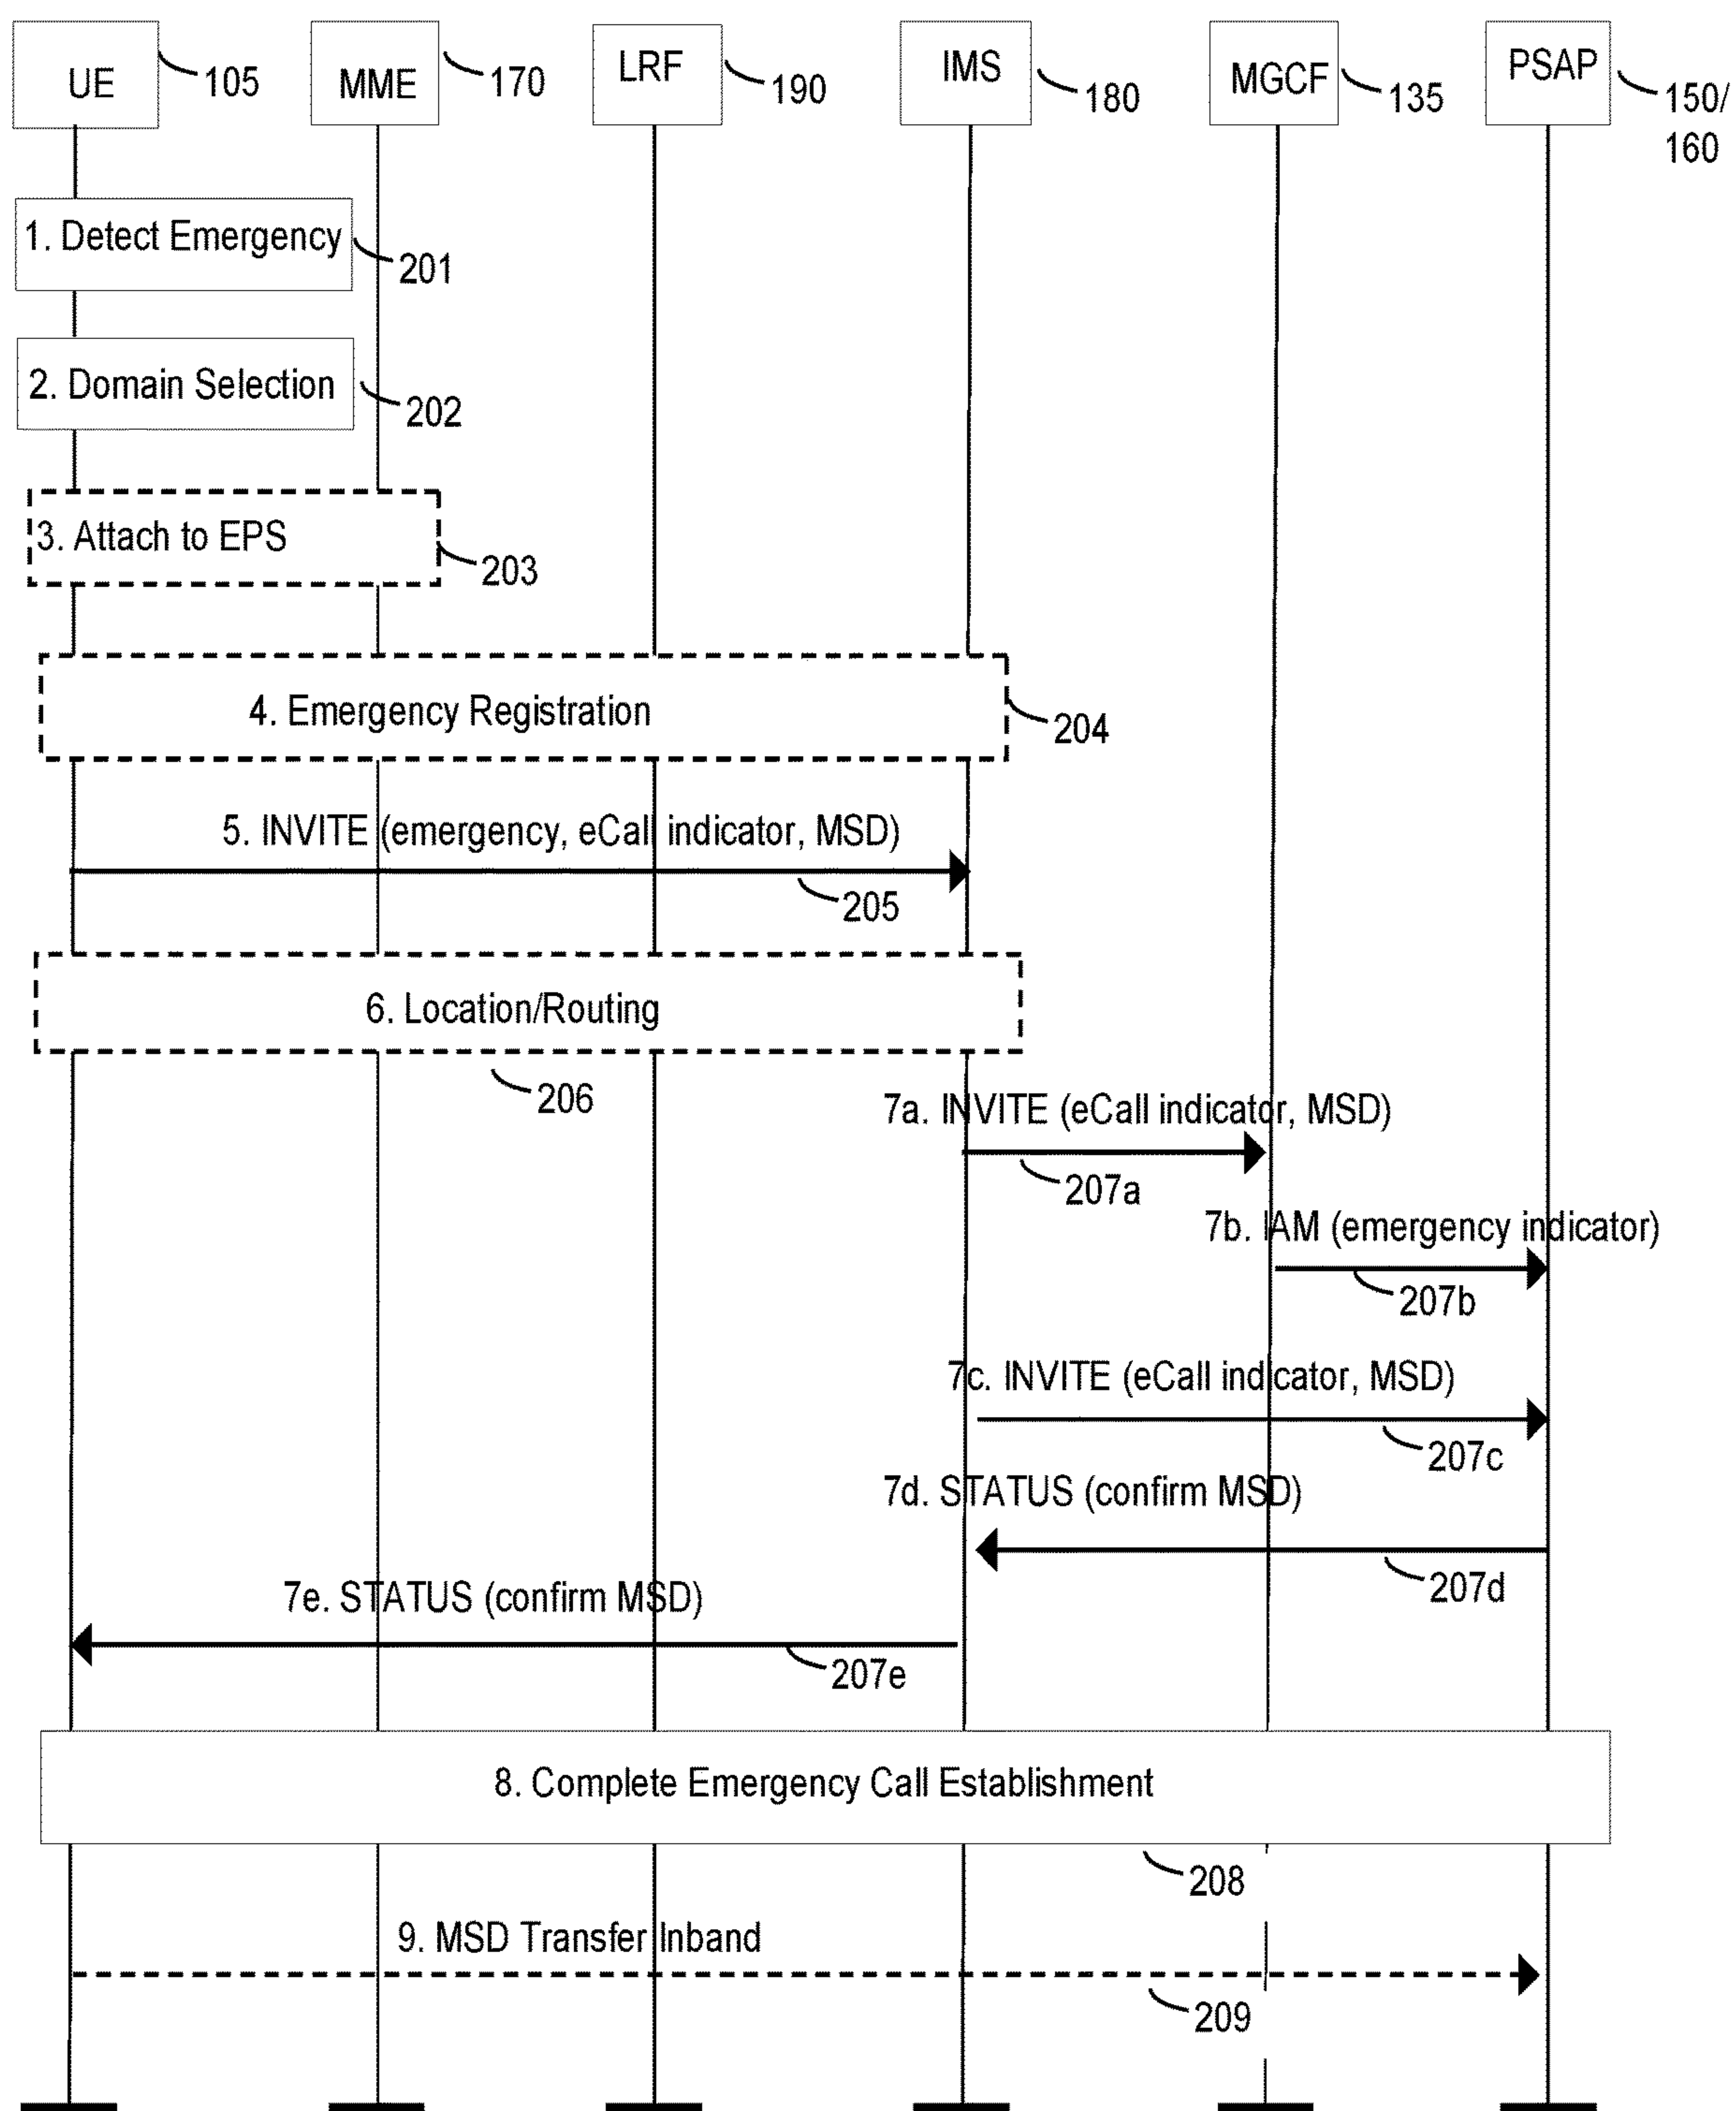 UE
105
MME
170
LRF
190
IMS
180
MGCF
135
PSAP
150/
160
1. Detect Emergency
201
2. Domain Selection
202
3. Attach to EPS
203
4. Emergency Registration
204
5. INVITE (emergency, eCall indicator, MSD)
205
6. Location/Routing
206
7a. INVITE (eCall indicator, MSD)
207a
7b. IAM (emergency indicator)
207b
7c. INVITE (eCall indicator, MSD)
207c
7d. STATUS (confirm MSD)
207d
7e. STATUS (confirm MSD)
207e
8. Complete Emergency Call Establishment
208
9. MSD Transfer Inband
209